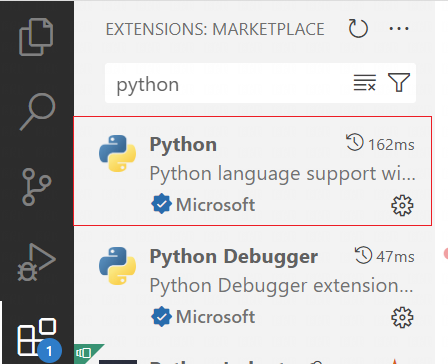 EXTENSIONS: MARKETPLACE
python
Python 162ms
Python language support wi...
Microsoft
Python Debugger 47ms
Python Debugger extension...
Microsoft
1